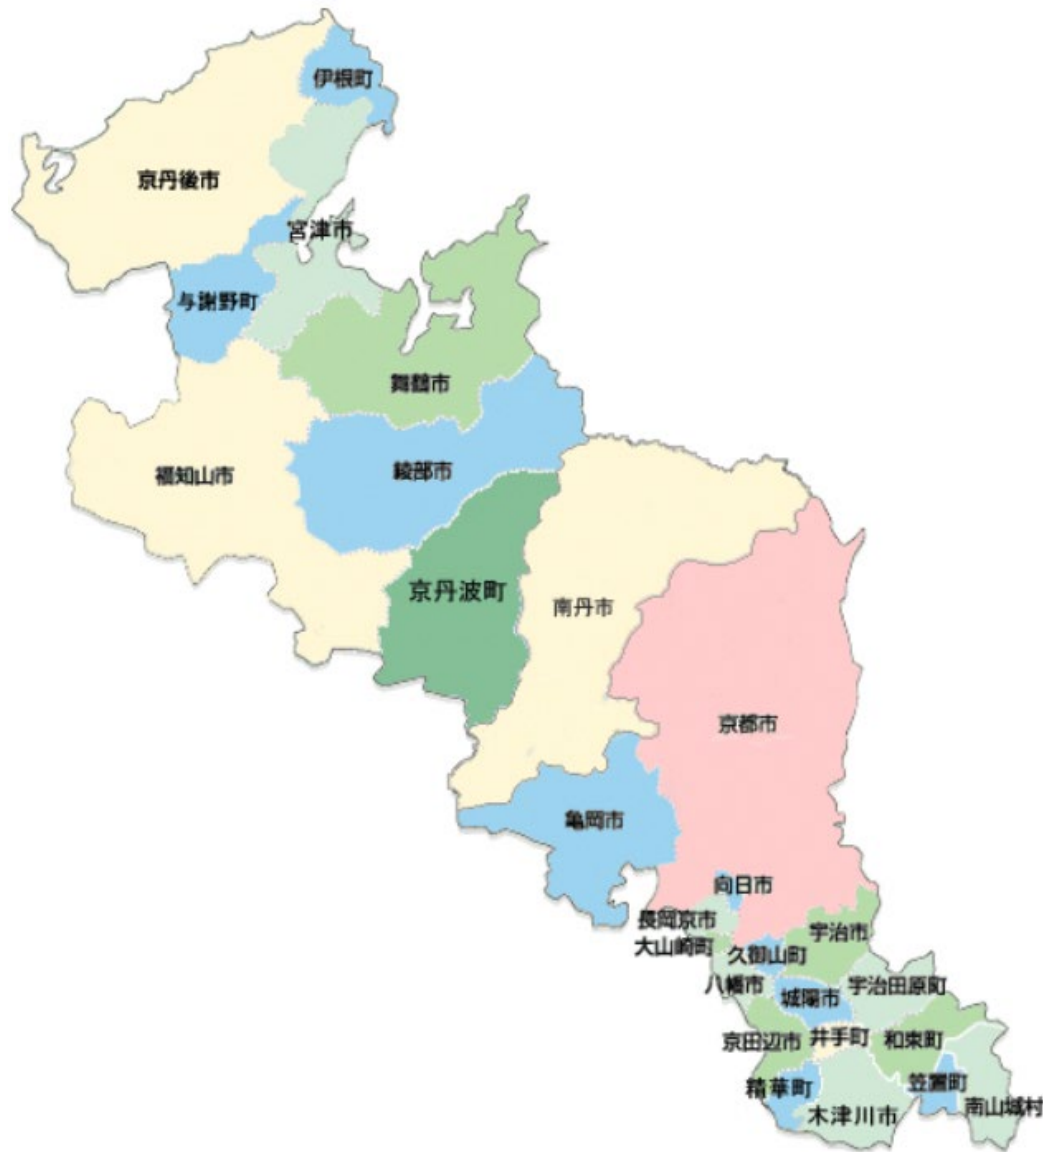 伊根町
京丹後市
宮津市
与謝野町
舞鶴市
綾部市
福知山市
京丹波町
南丹市
京都市
亀岡市
向日市
長岡京市
宇治市
大山崎町
久御山町
八幡市
城陽市
宇治田原町
京田辺市
井手町
和束町
精華町
笠置町
木津川市
南山城村